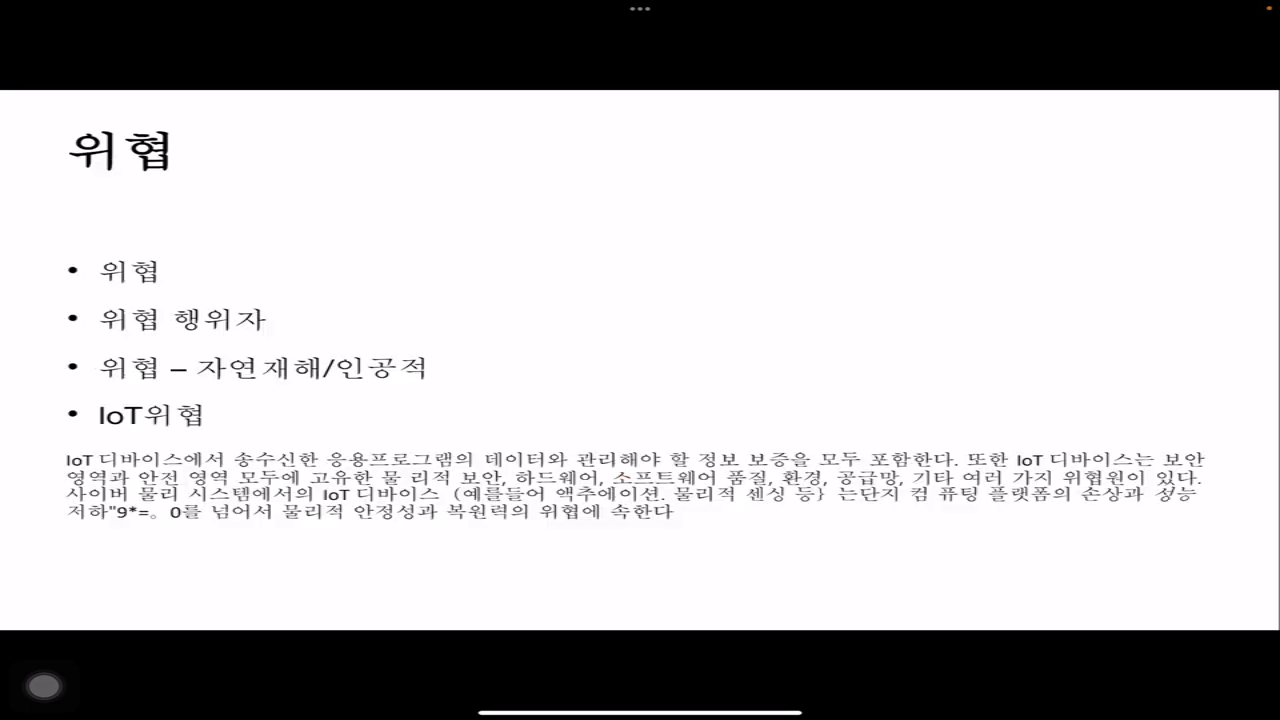 위협
• 위협
• 위협 행위자
• 위협 – 자연재해/인공적
• IoT위협
IoT 디바이스에서 송수신한 응용프로그램의 데이터와 관리해야 할 정보 보증을 모두 포함한다. 또한 IoT 디바이스는 보안
영역과 안전 영역 모두에 고유한 물 리적 보안, 하드웨어, 소프트웨어 품질, 환경, 공급망, 기타 여러 가지 위협원이 있다.
사이버 물리 시스템에서의 IoT 디바이스 (예를들어 액추에이션. 물리적 센싱 등} 는단지 컴 퓨팅 플랫폼의 손상과 성능
저하"9*=。0를 넘어서 물리적 안정성과 복원력의 위협에 속한다